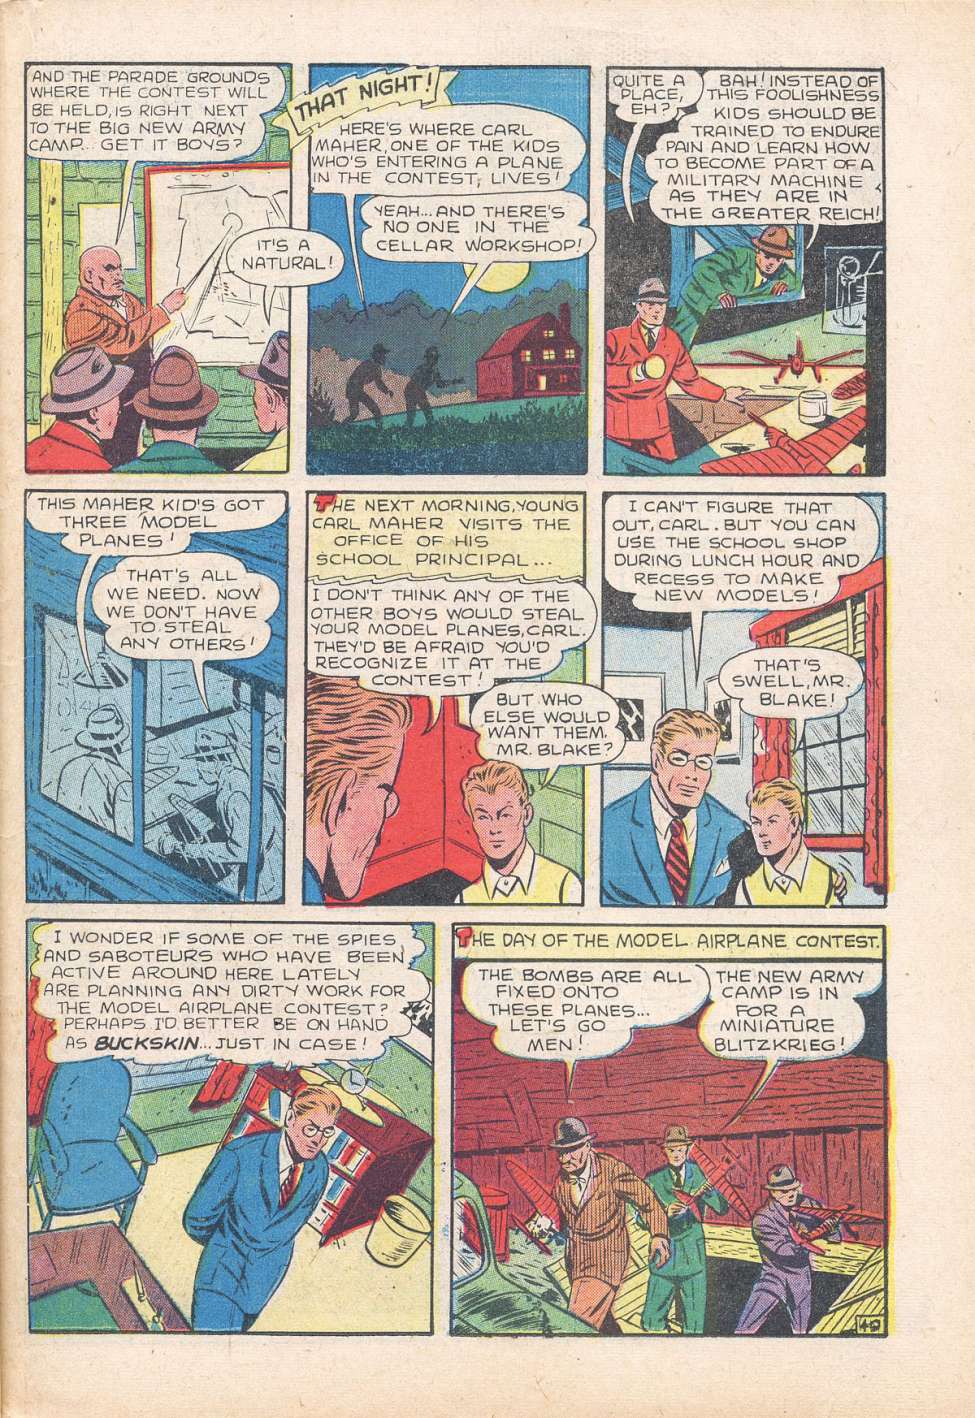 AND THE PARADE GROUNDS
WHERE THE CONTEST WILL
BE HELD, IS RIGHT NEXT
TO THE BIG NEW ARMY
CAMP... GET IT BOYS?
IT'S A
NATURAL!
THAT NIGHT!
HERE'S WHERE CARL
MAHER, ONE OF THE KIDS
WHO'S ENTERING A PLANE
IN THE CONTEST, LIVES!
YEAH... AND THERE'S
NO ONE IN THE
CELLAR WORKSHOP!
QUITE A
PLACE,
EH?
BAH! INSTEAD OF
THIS FOOLISHNESS
KIDS SHOULD BE
TRAINED TO ENDURE
PAIN AND LEARN HOW
TO BECOME PART OF A
MILITARY MACHINE
AS THEY ARE IN
THE GREATER REICH!
THIS MAHER KID'S GOT
THREE MODEL
PLANES!
THAT'S ALL
WE NEED. NOW
WE DON'T HAVE
TO STEAL
ANY OTHERS!
THE NEXT MORNING, YOUNG
CARL MAHER VISITS THE
OFFICE OF HIS
SCHOOL PRINCIPAL...
I DON'T THINK ANY OF THE
OTHER BOYS WOULD STEAL
YOUR MODEL PLANES, CARL.
THEY'D BE AFRAID YOU'D
RECOGNIZE IT AT THE
CONTEST!
BUT WHO
ELSE WOULD
WANT THEM,
MR. BLAKE?
I CAN'T FIGURE THAT
OUT, CARL. BUT YOU CAN
USE THE SCHOOL SHOP
DURING LUNCH HOUR AND
RECESS TO MAKE
NEW MODELS!
THAT'S
SWELL, MR.
BLAKE!
I WONDER IF SOME OF THE SPIES
AND SABOTEURS WHO HAVE BEEN
ACTIVE AROUND HERE LATELY
ARE PLANNING ANY DIRTY WORK FOR
THE MODEL AIRPLANE CONTEST?
PERHAPS I'D BETTER BE ON HAND
AS BUCKSKIN... JUST IN CASE!
THE DAY OF THE MODEL AIRPLANE CONTEST.
THE BOMBS ARE ALL
FIXED ONTO
THESE PLANES...
LET'S GO
MEN!
THE NEW ARMY
CAMP IS IN
FOR A
MINIATURE
BLITZKRIEG!
49